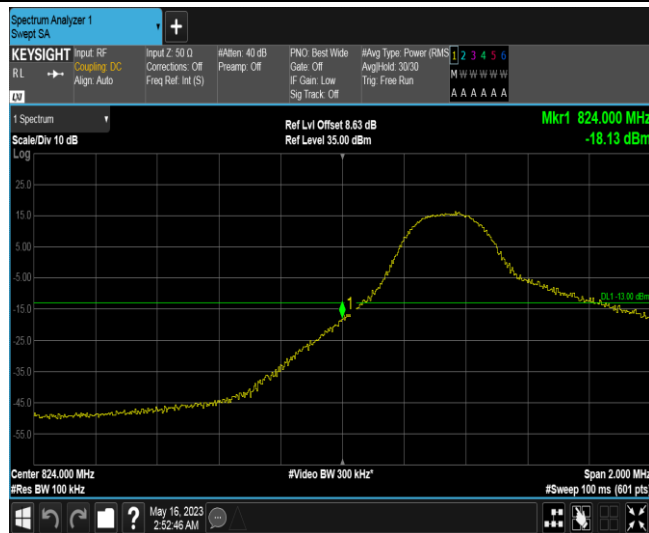 Spectrum Analyzer 1
Swept SA
+
KEYSIGHT
RL
Input: RF
Coupling: DC
Align: Auto
Input Z: 50 Ω
Corrections: Off
Freq Ref: Int (S)
#Atten: 40 dB
Preamp: Off
PNO: Best Wide
Gate: Off
IF Gain: Low
Sig Track: Off
#Avg Type: Power (RMS
Avg|Hold: 30/30
Trig: Free Run
1 2 3 4 5 6
M W W W W W
A A A A A A
LXI
1 Spectrum
Scale/Div 10 dB
Log
Ref Lvl Offset 8.63 dB
Ref Level 35.00 dBm
Mkr1 824.000 MHz
-18.13 dBm
25.0
15.0
5.00
-5.00
DL1 -13.00 dBm
1
-15.0
-25.0
-35.0
-45.0
-55.0
Center 824.000 MHz
#Video BW 300 kHz*
Span 2.000 MHz
#Res BW 100 kHz
#Sweep 100 ms (601 pts)
?
May 16, 2023
2:52:46 AM